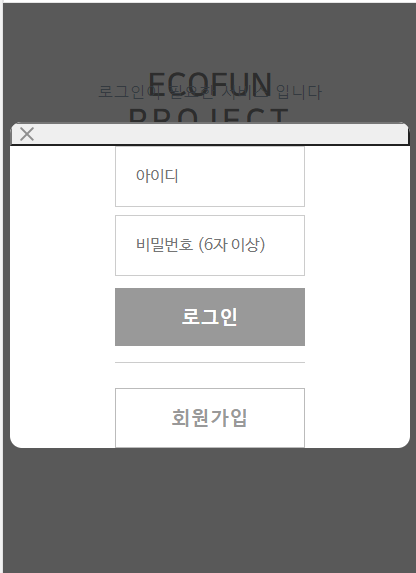 ECOFUN
로그인이 필요한 서비스 입니다
PROJECT
아이디
비밀번호 (6자 이상)
로그인
회원가입